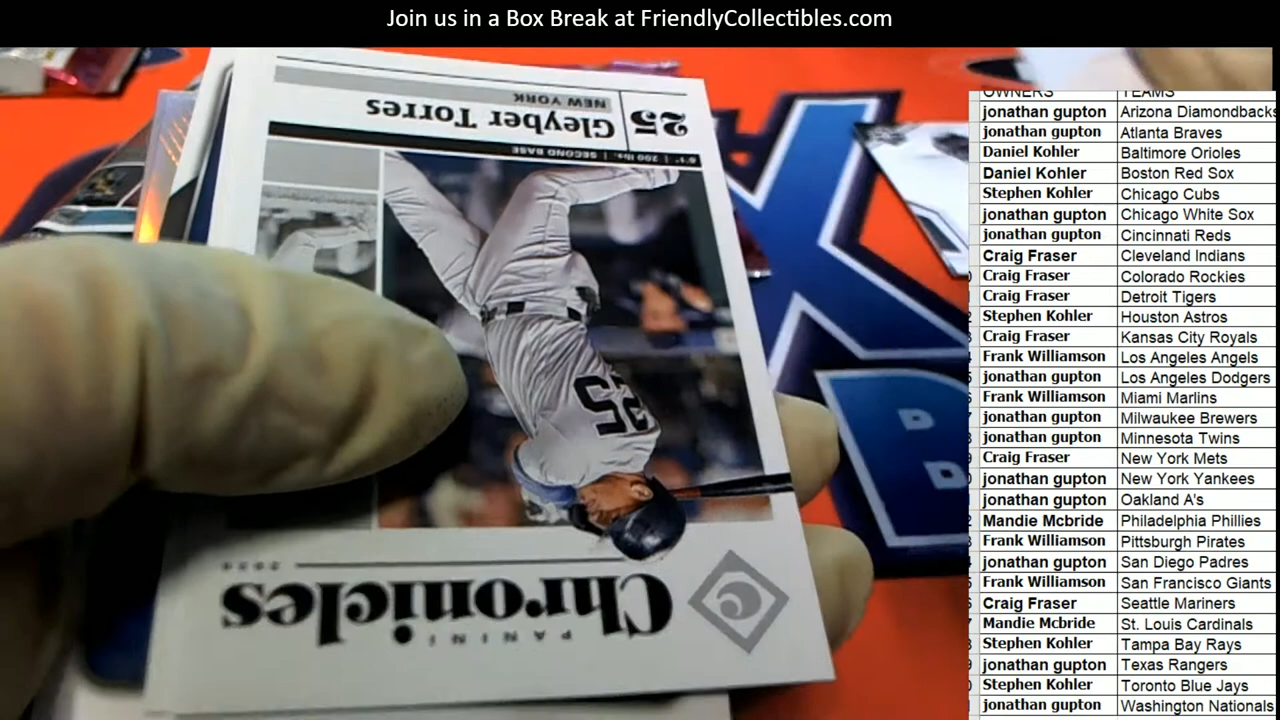 Join us in a Box Break at FriendlyCollectibles.com
25
Gleyber Torres
NEW YORK
6'1" | 200 lbs. | SECOND BASE
25
PANINI
Chronicles
2020
C
OWNERS TEAMS
jonathan gupton Arizona Diamondbacks
jonathan gupton Atlanta Braves
Daniel Kohler Baltimore Orioles
Daniel Kohler Boston Red Sox
Stephen Kohler Chicago Cubs
jonathan gupton Chicago White Sox
jonathan gupton Cincinnati Reds
Craig Fraser Cleveland Indians
Craig Fraser Colorado Rockies
Craig Fraser Detroit Tigers
Stephen Kohler Houston Astros
Craig Fraser Kansas City Royals
Frank Williamson Los Angeles Angels
jonathan gupton Los Angeles Dodgers
Frank Williamson Miami Marlins
jonathan gupton Milwaukee Brewers
jonathan gupton Minnesota Twins
Craig Fraser New York Mets
jonathan gupton New York Yankees
jonathan gupton Oakland A's
Mandie Mcbride Philadelphia Phillies
Frank Williamson Pittsburgh Pirates
jonathan gupton San Diego Padres
Frank Williamson San Francisco Giants
Craig Fraser Seattle Mariners
Mandie Mcbride St. Louis Cardinals
Stephen Kohler Tampa Bay Rays
jonathan gupton Texas Rangers
Stephen Kohler Toronto Blue Jays
jonathan gupton Washington Nationals